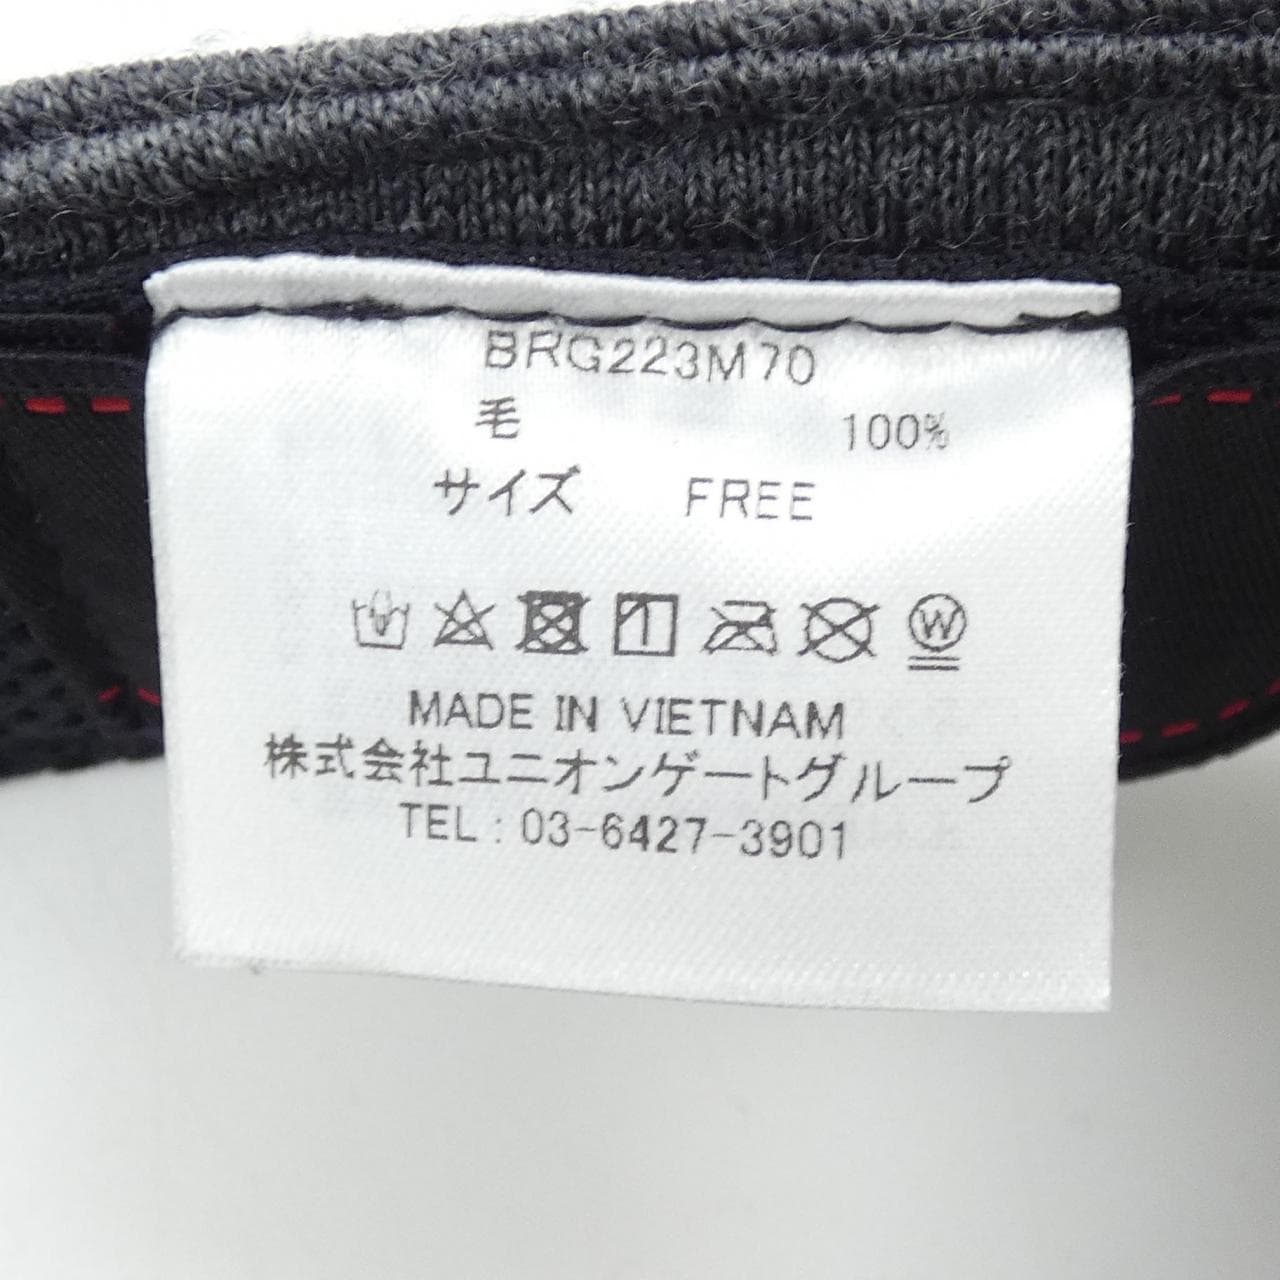 BRG223M70
毛 100%
サイズ FREE
W
MADE IN VIETNAM
株式会社ユニオンゲートグループ
TEL : 03-6427-3901